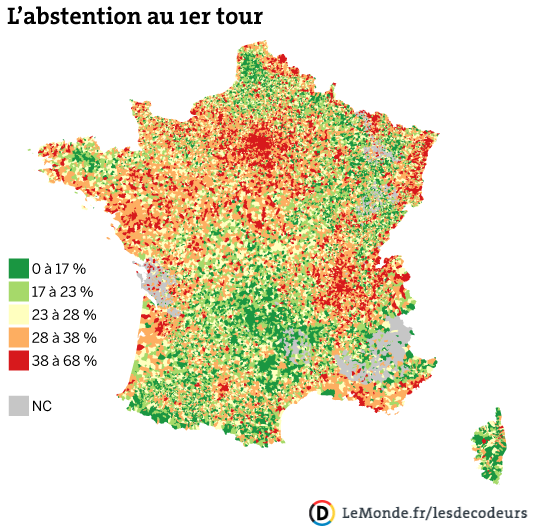 L'abstention au 1er tour
0 à 17 %
17 à 23 %
23 à 28 %
28 à 38 %
38 à 68 %
NC
D LeMonde.fr/lesdecodeurs